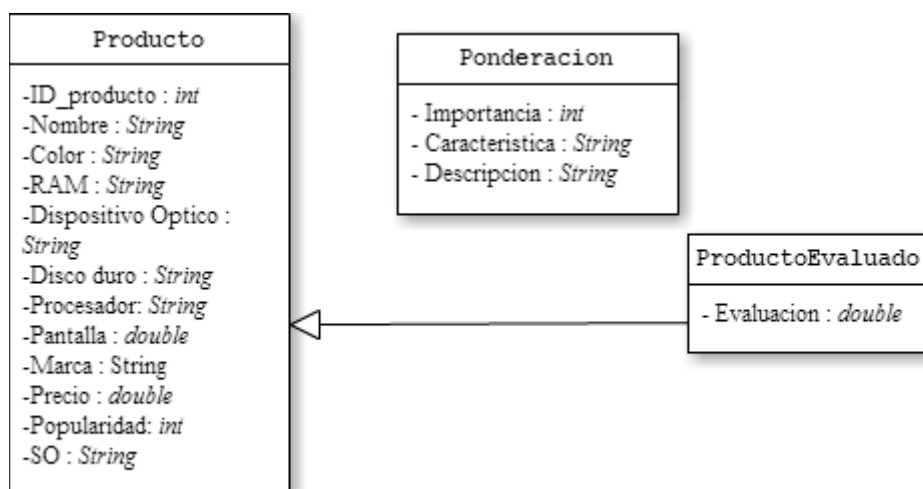 Producto
-ID_producto : int
-Nombre : String
-Color : String
-RAM : String
-Dispositivo Optico :
String
-Disco duro : String
-Procesador: String
-Pantalla : double
-Marca : String
-Precio : double
-Popularidad: int
-SO : String
Ponderacion
- Importancia : int
- Caracteristica : String
- Descripcion : String
ProductoEvaluado
- Evaluacion : double